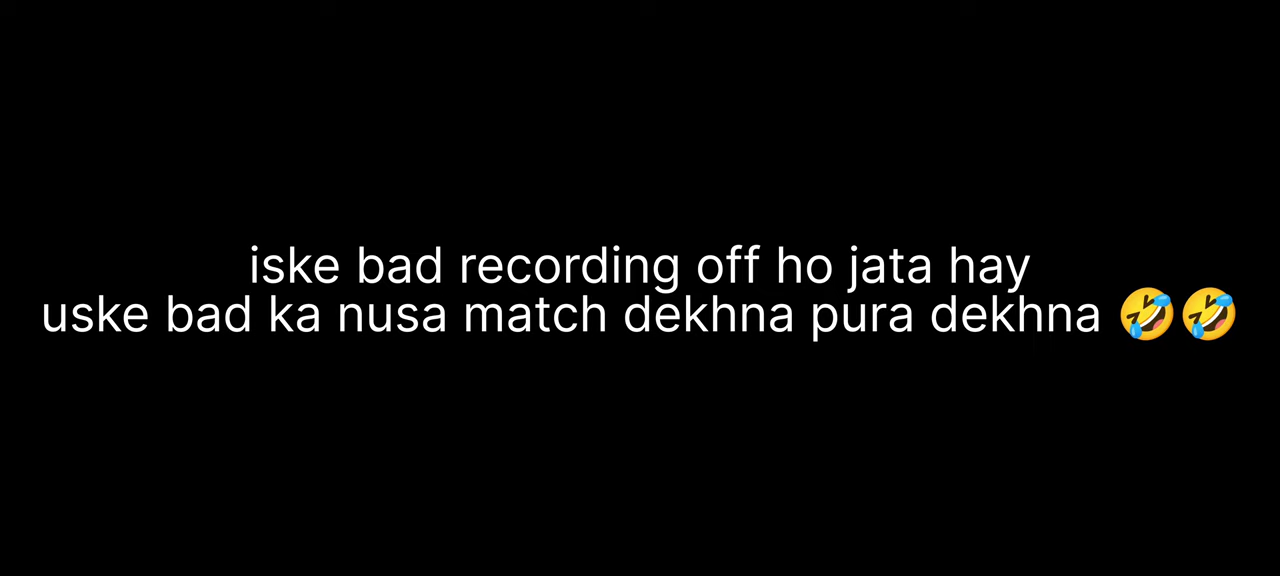 iske bad recording off ho jata hay
uske bad ka nusa match dekhna pura dekhna 🤣🤣